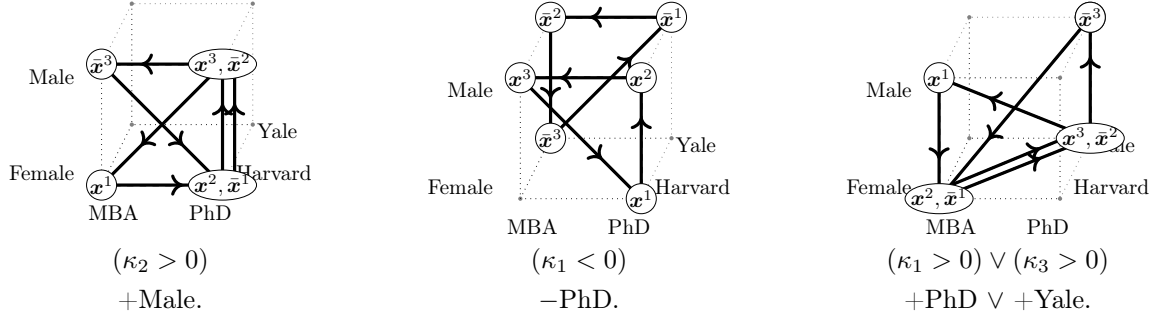 x̄³ x³, x̄²
Male
Yale
Female
Harvard
x¹ x², x̄¹
MBA PhD
(κ₂ > 0)
+Male.
x̄² x̄¹
x³ x²
Male
x̄³
Yale
Female
Harvard
x¹
MBA PhD
(κ₁ < 0)
−PhD.
x̄³
x¹
Male
x³, x̄²
Female
Harvard
x², x̄¹
MBA PhD
(κ₁ > 0) ∨ (κ₃ > 0)
+PhD ∨ +Yale.